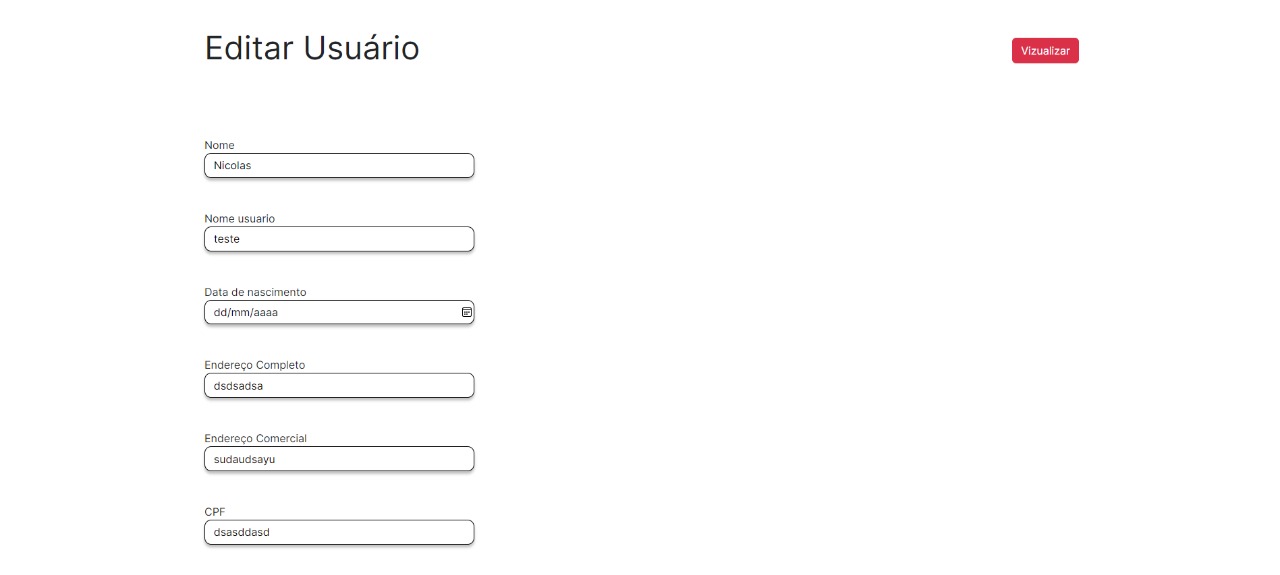 Editar Usuário
Vizualizar
Nome
Nicolas
Nome usuario
teste
Data de nascimento
dd/mm/aaaa
Endereço Completo
dsdsadsa
Endereço Comercial
sudaudsayu
CPF
dsasddasd